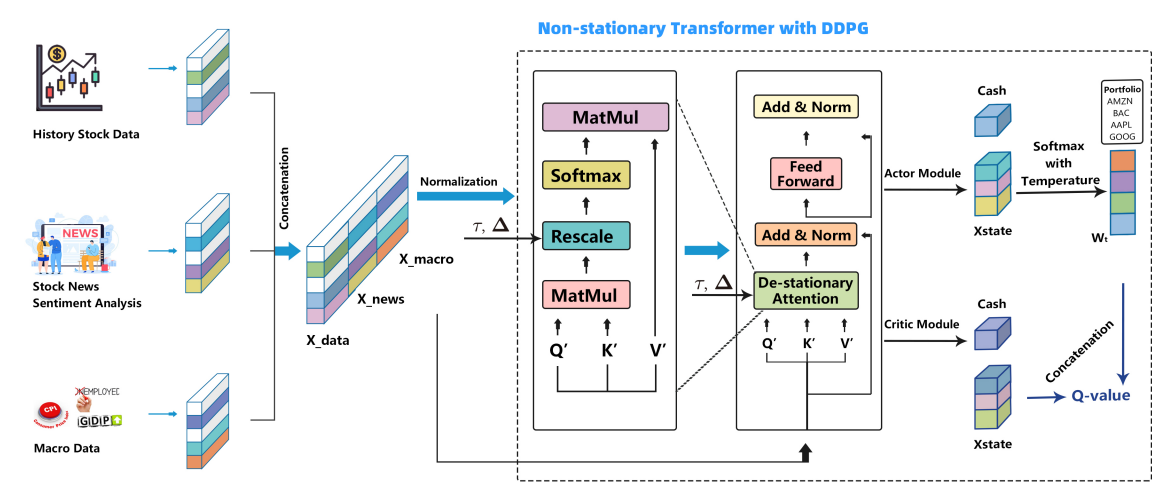 Non-stationary Transformer with DDPG
History Stock Data
NEWS
Stock News
Sentiment Analysis
CPI
GDP
Macro Data
Concatenation
X_data
X_news
X_macro
Normalization
τ, Δ
MatMul
Softmax
Rescale
MatMul
Q′ K′ V′
τ, Δ
Add & Norm
Feed
Forward
Add & Norm
De-stationary
Attention
Q′ K′ V′
Actor Module
Critic Module
Cash
Xstate
Softmax
with
Temperature
Portfolio
AMZN
BAC
AAPL
GOOG
Wₜ
Cash
Xstate
Concatenation
Q-value